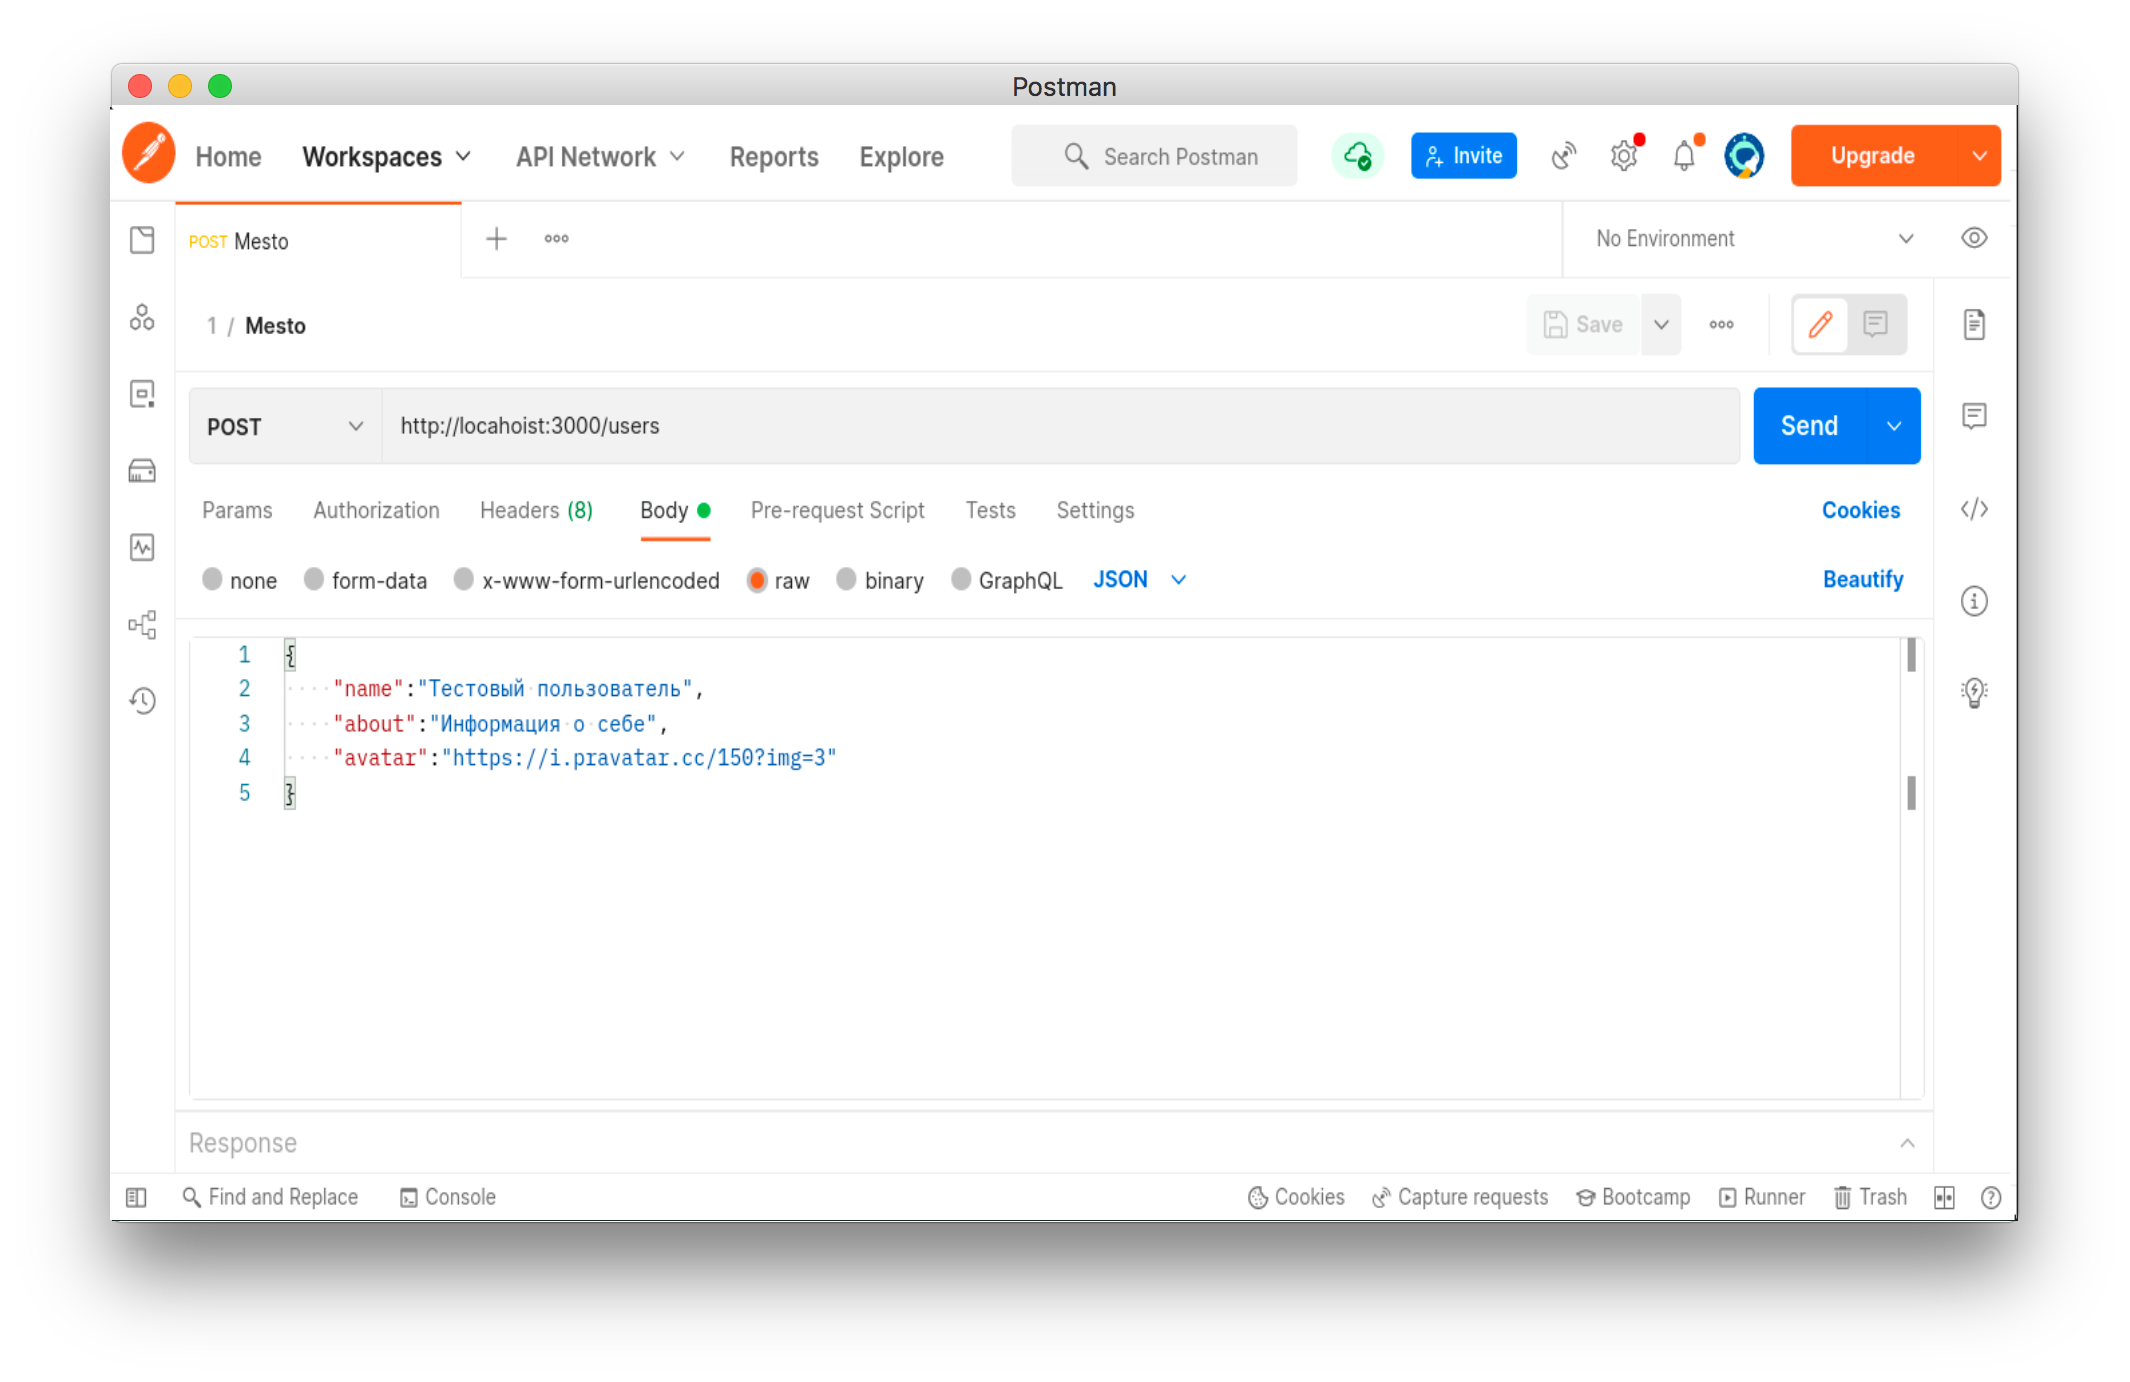 Postman
Home Workspaces API Network Reports Explore Search Postman Invite Upgrade
POST Mesto No Environment
1 / Mesto Save
POST http://locahoist:3000/users Send
Params Authorization Headers (8) Body Pre-request Script Tests Settings Cookies
none form-data x-www-form-urlencoded raw binary GraphQL JSON Beautify
1 {
2 "name":"Тестовый пользователь",
3 "about":"Информация о себе",
4 "avatar":"https://i.pravatar.cc/150?img=3"
5 }
Response
Find and Replace Console Cookies Capture requests Bootcamp Runner Trash